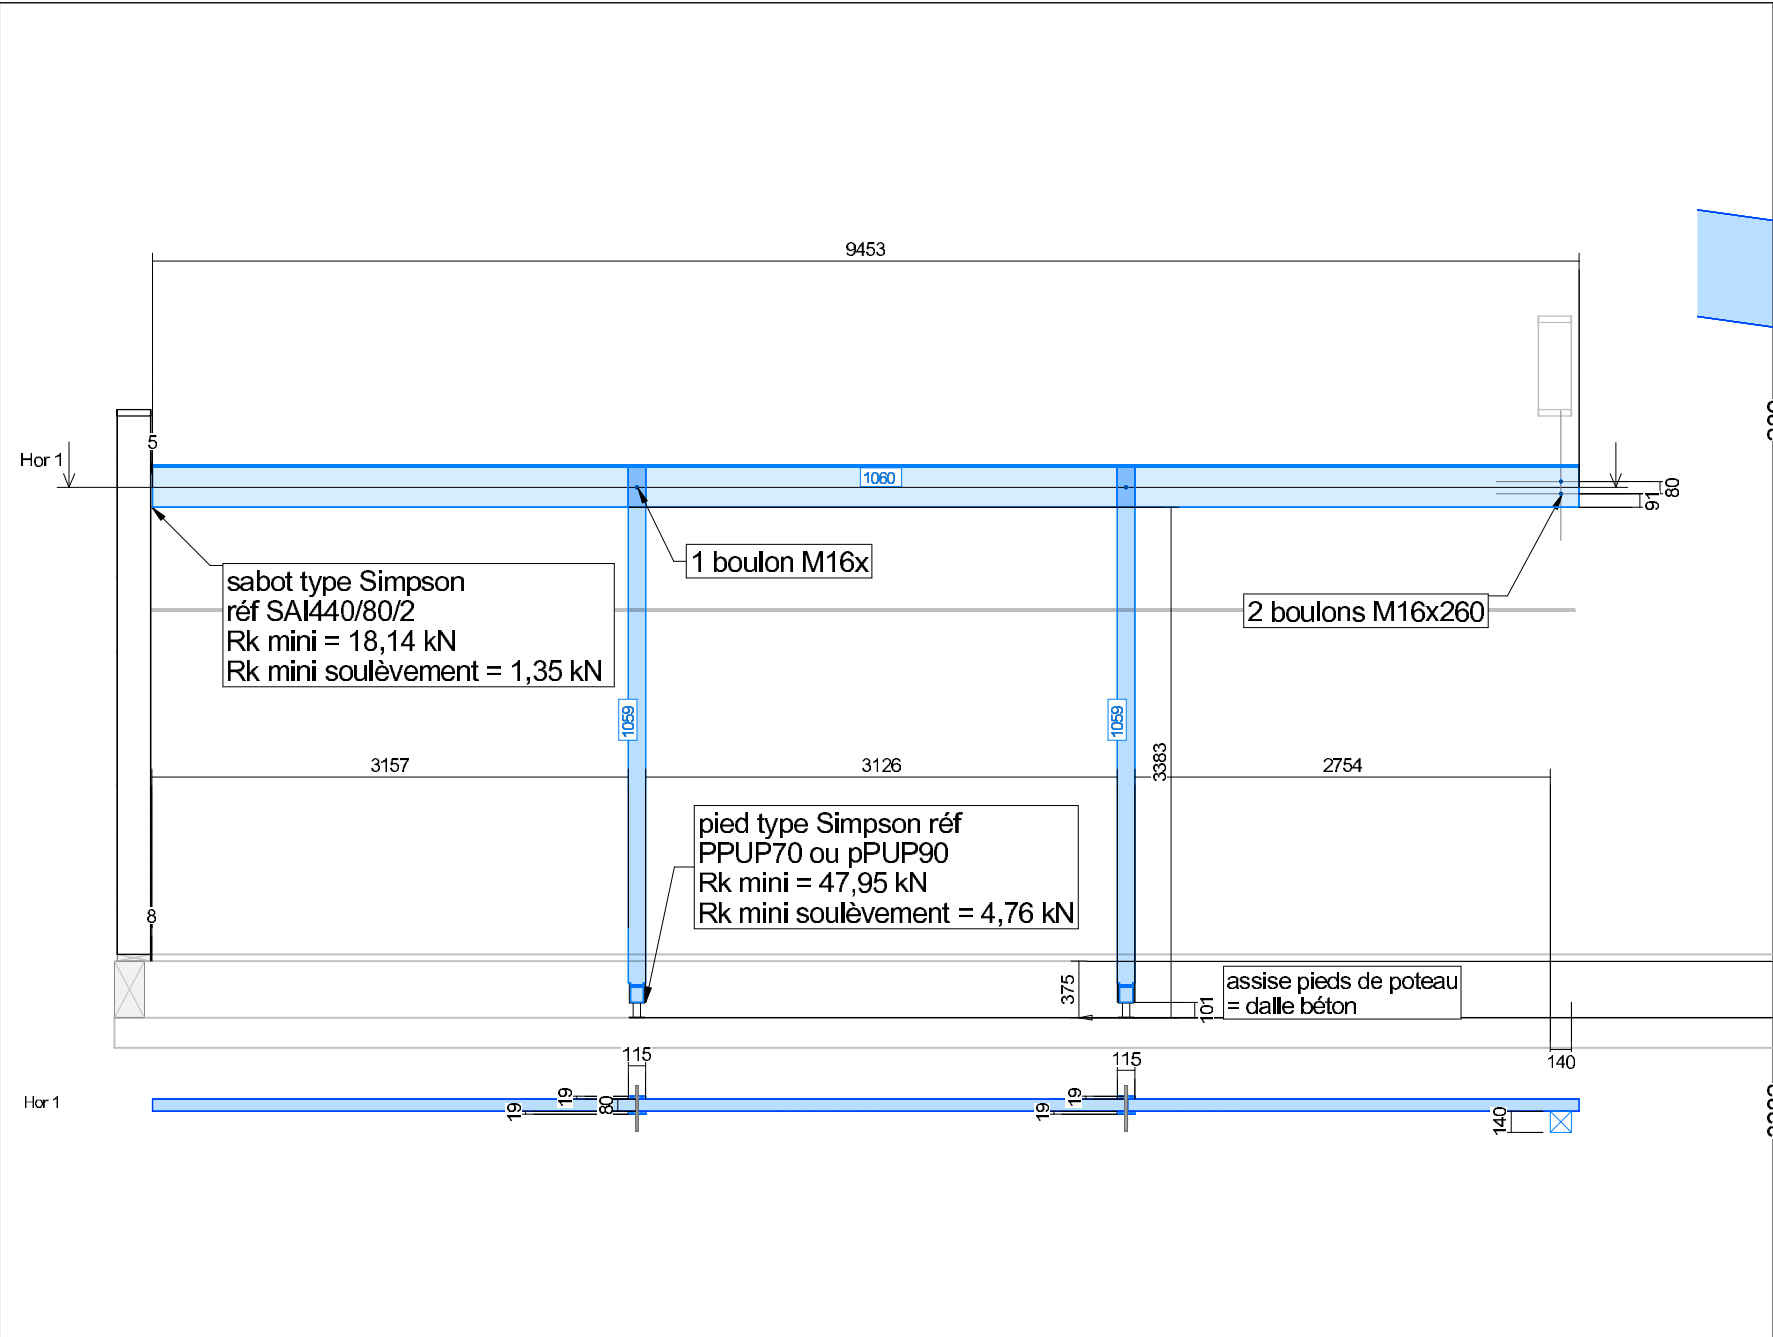 9453
5
Hor 1
1060
80
91
1 boulon M16x
sabot type Simpson
réf SAI440/80/2
Rk mini = 18,14 kN
Rk mini soulèvement = 1,35 kN
2 boulons M16x260
1059
1059
3383
3157
3126
2754
pied type Simpson réf
PPUP70 ou pPUP90
Rk mini = 47,95 kN
Rk mini soulèvement = 4,76 kN
8
375
101
assise pieds de poteau
= dalle béton
115
115
140
Hor 1
19
19
80
19
19
140